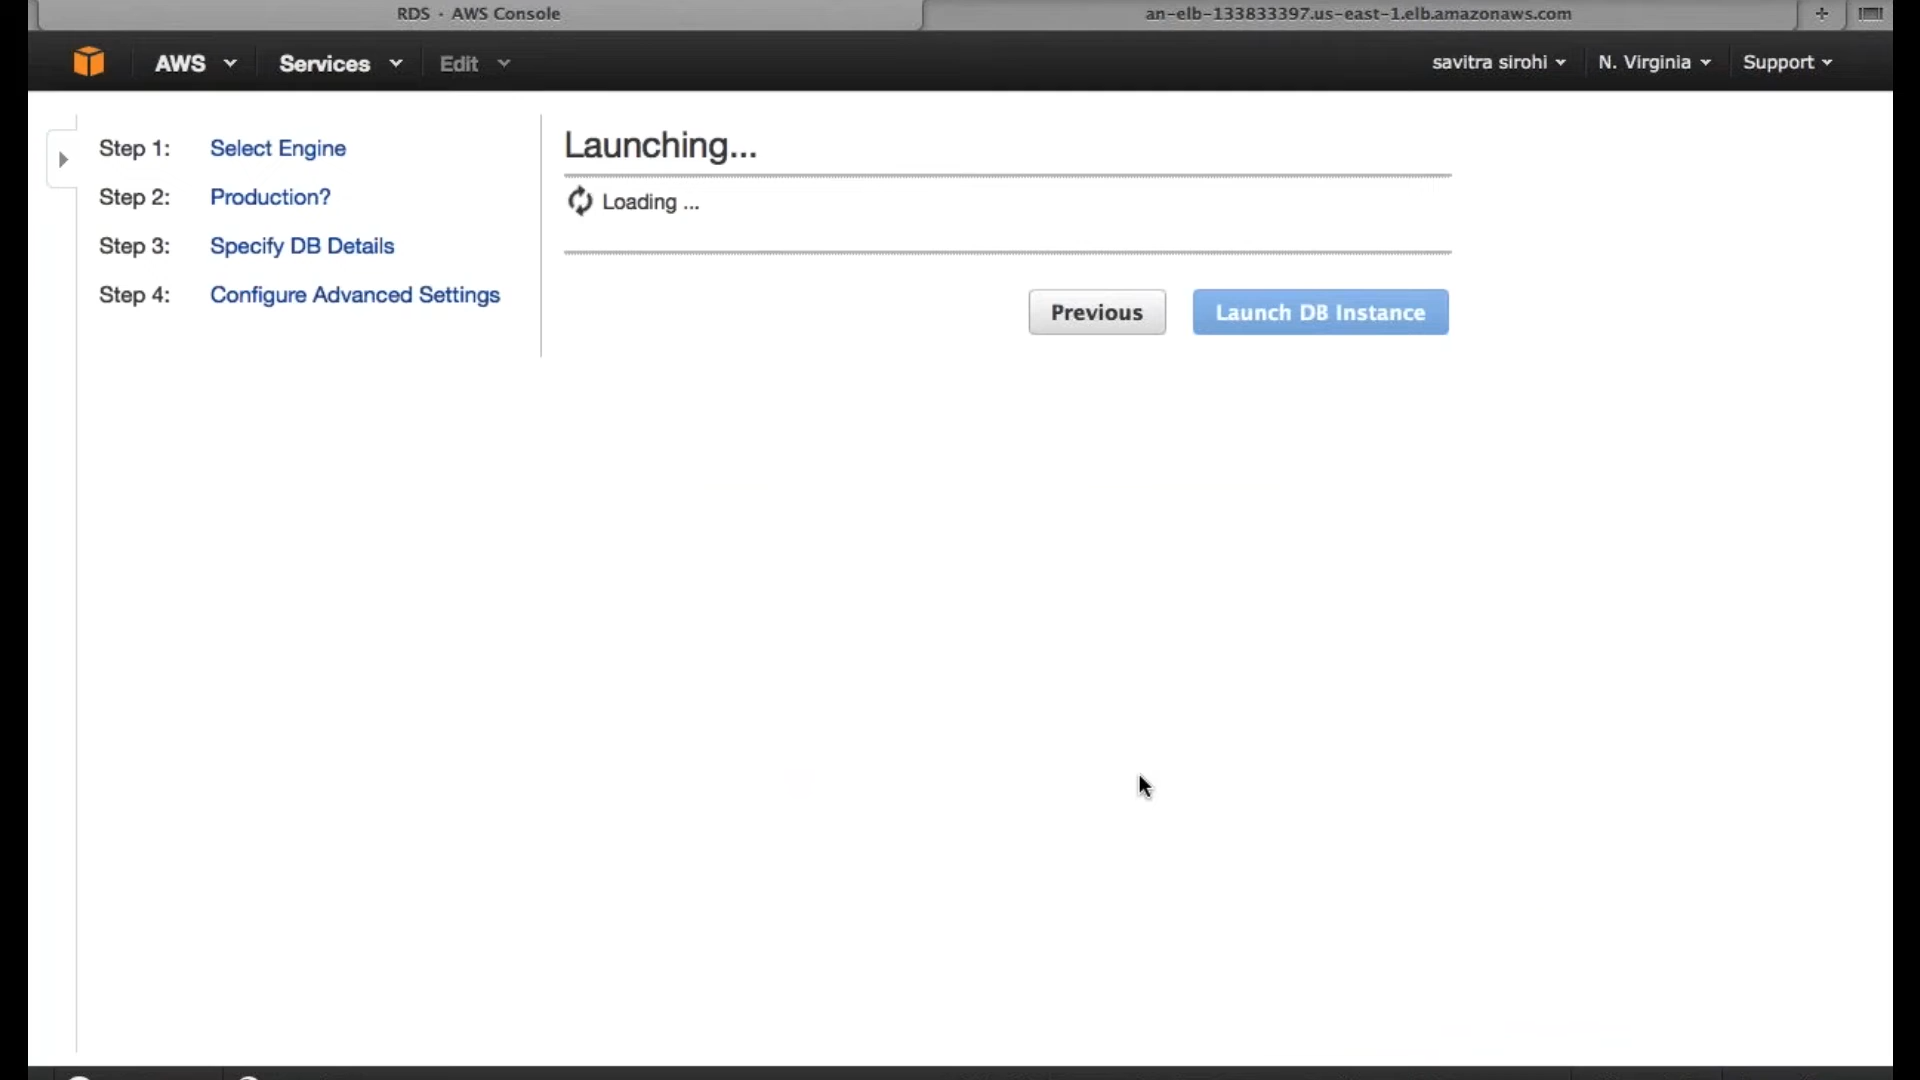 RDS · AWS Console
an-elb-133833397.us-east-1.elb.amazonaws.com
AWS Services Edit savitra sirohi N. Virginia Support
Step 1: Select Engine
Step 2: Production?
Step 3: Specify DB Details
Step 4: Configure Advanced Settings
Launching...
Loading ...
Previous Launch DB Instance